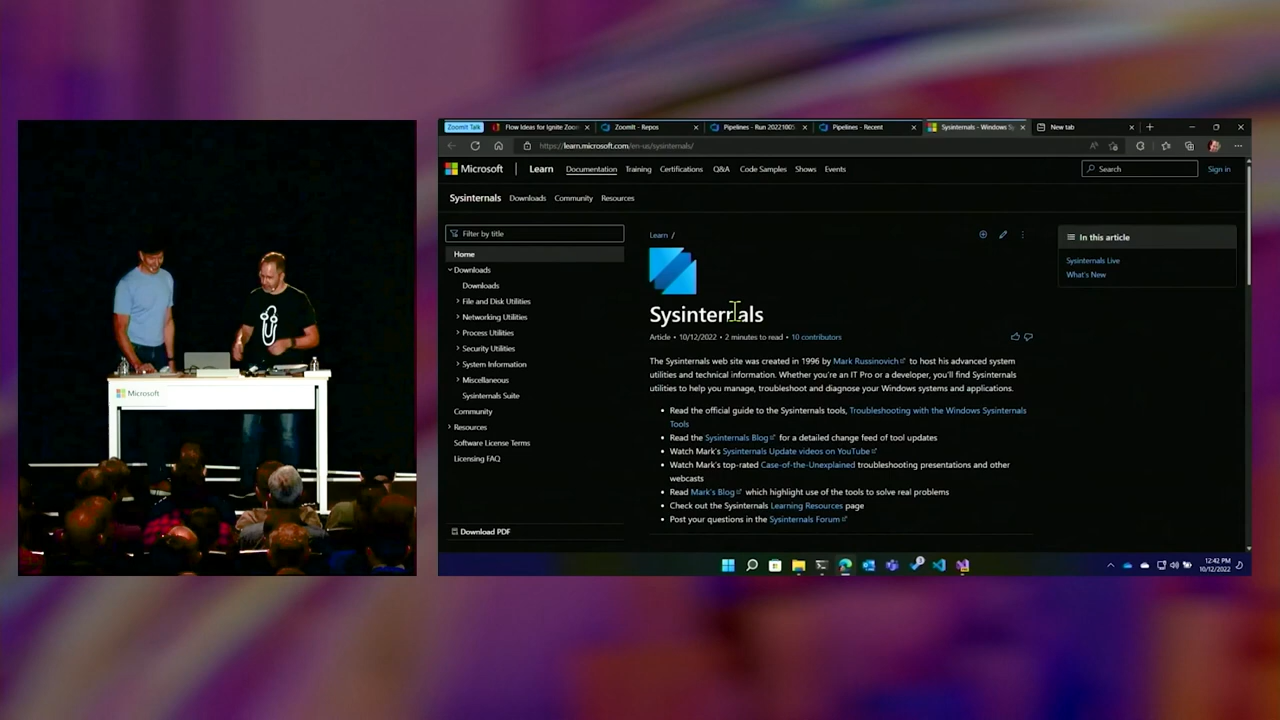 Microsoft
ZoomIt Talk
Flow Ideas for Ignite Zoo
ZoomIt - Repos
Pipelines - Run 20221005
Pipelines - Recent
Sysinternals - Windows Sy
New tab
https://learn.microsoft.com/en-us/sysinternals/
Microsoft
Learn
Documentation
Training
Certifications
Q&A
Code Samples
Shows
Events
Search
Sign in
Sysinternals
Downloads
Community
Resources
Filter by title
Home
Downloads
Downloads
File and Disk Utilities
Networking Utilities
Process Utilities
Security Utilities
System Information
Miscellaneous
Sysinternals Suite
Community
Resources
Software License Terms
Licensing FAQ
Download PDF
Learn /
Sysinternals
Article • 10/12/2022 • 2 minutes to read • 10 contributors
The Sysinternals web site was created in 1996 by Mark Russinovich to host his advanced system
utilities and technical information. Whether you're an IT Pro or a developer, you'll find Sysinternals
utilities to help you manage, troubleshoot and diagnose your Windows systems and applications.
• Read the official guide to the Sysinternals tools, Troubleshooting with the Windows Sysinternals
Tools
• Read the Sysinternals Blog for a detailed change feed of tool updates
• Watch Mark's Sysinternals Update videos on YouTube
• Watch Mark's top-rated Case-of-the-Unexplained troubleshooting presentations and other
webcasts
• Read Mark's Blog which highlight use of the tools to solve real problems
• Check out the Sysinternals Learning Resources page
• Post your questions in the Sysinternals Forum
In this article
Sysinternals Live
What's New
12:42 PM
10/12/2022